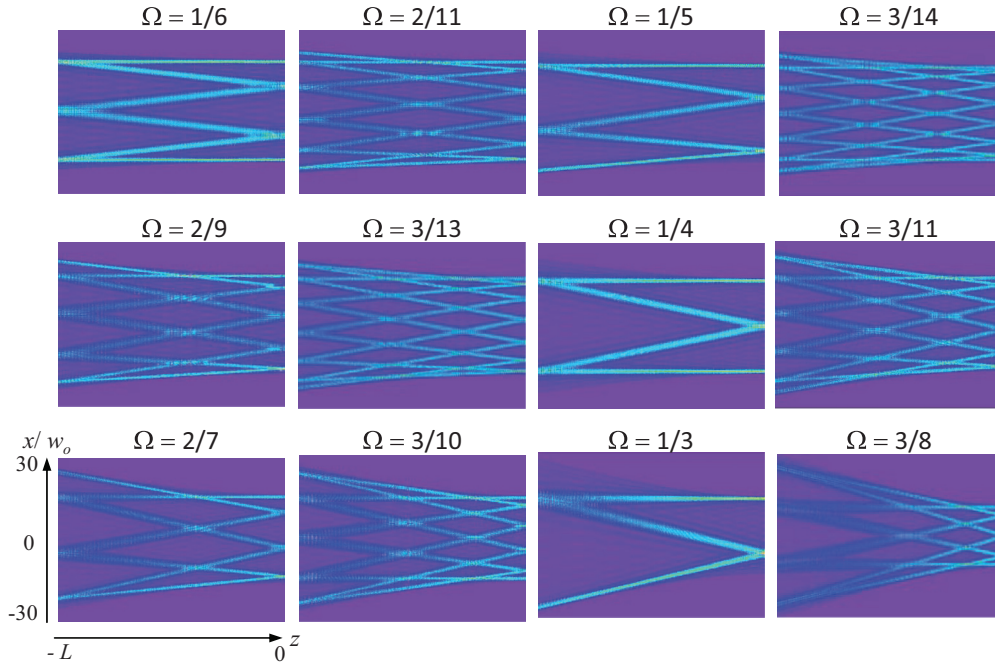 Ω = 1/6
Ω = 2/11
Ω = 1/5
Ω = 3/14
Ω = 2/9
Ω = 3/13
Ω = 1/4
Ω = 3/11
x/ wₒ
Ω = 2/7
Ω = 3/10
Ω = 1/3
Ω = 3/8
30
0
-30
- L
0
z